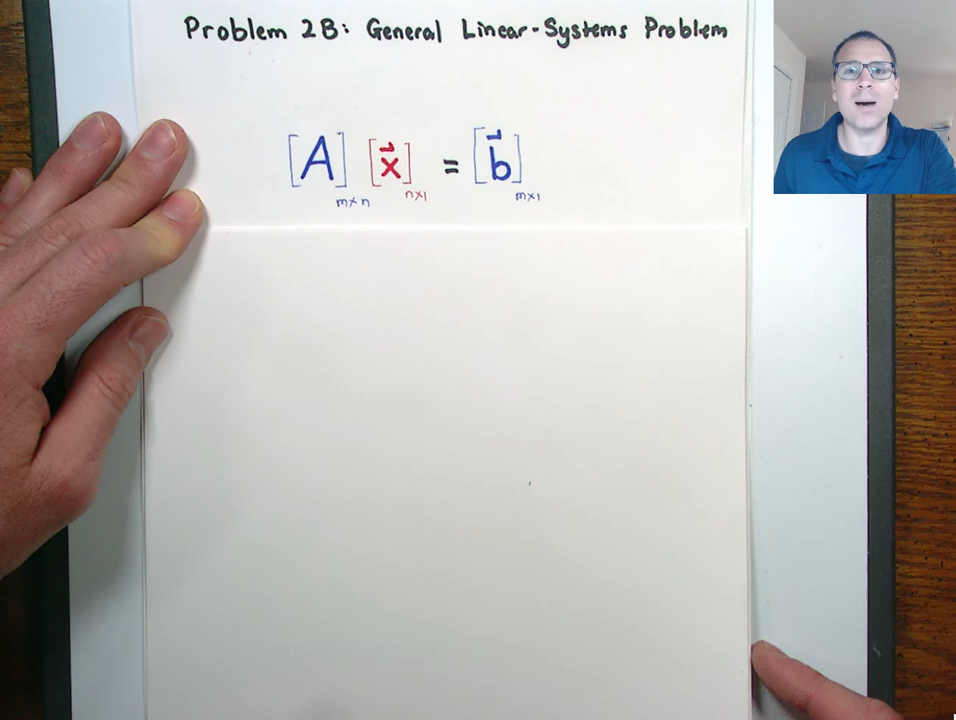 Problem 2B: General Linear-Systems Problem
[A] [x⃗] = [b⃗]
m×n n×1 m×1